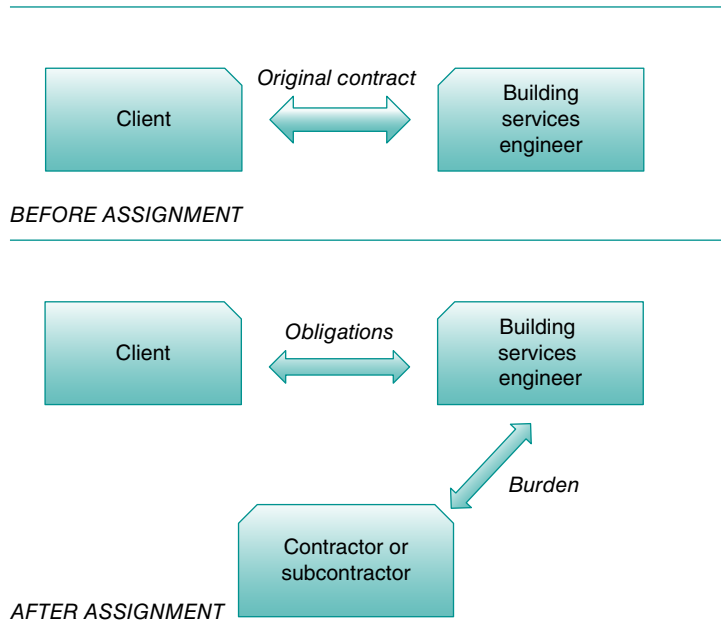 Original contract
Client
Building
services
engineer
BEFORE ASSIGNMENT
Client
Obligations
Building
services
engineer
Burden
Contractor or
subcontractor
AFTER ASSIGNMENT